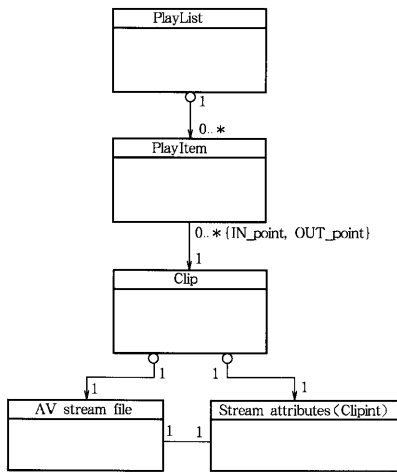 PlayList
1
0..*
PlayItem
0..* {IN_point, OUT_point}
1
Clip
1 1
1 1
AV stream file
Stream attributes (Clipint)
1 1